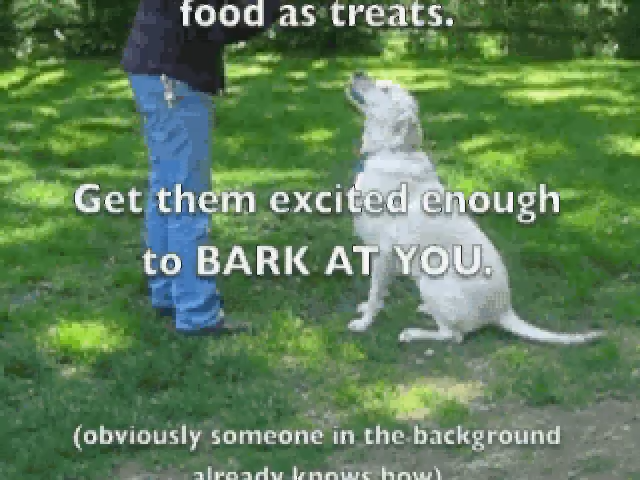 food as treats.
Get them excited enough
to BARK AT YOU.
(obviously someone in the background
already knows how)